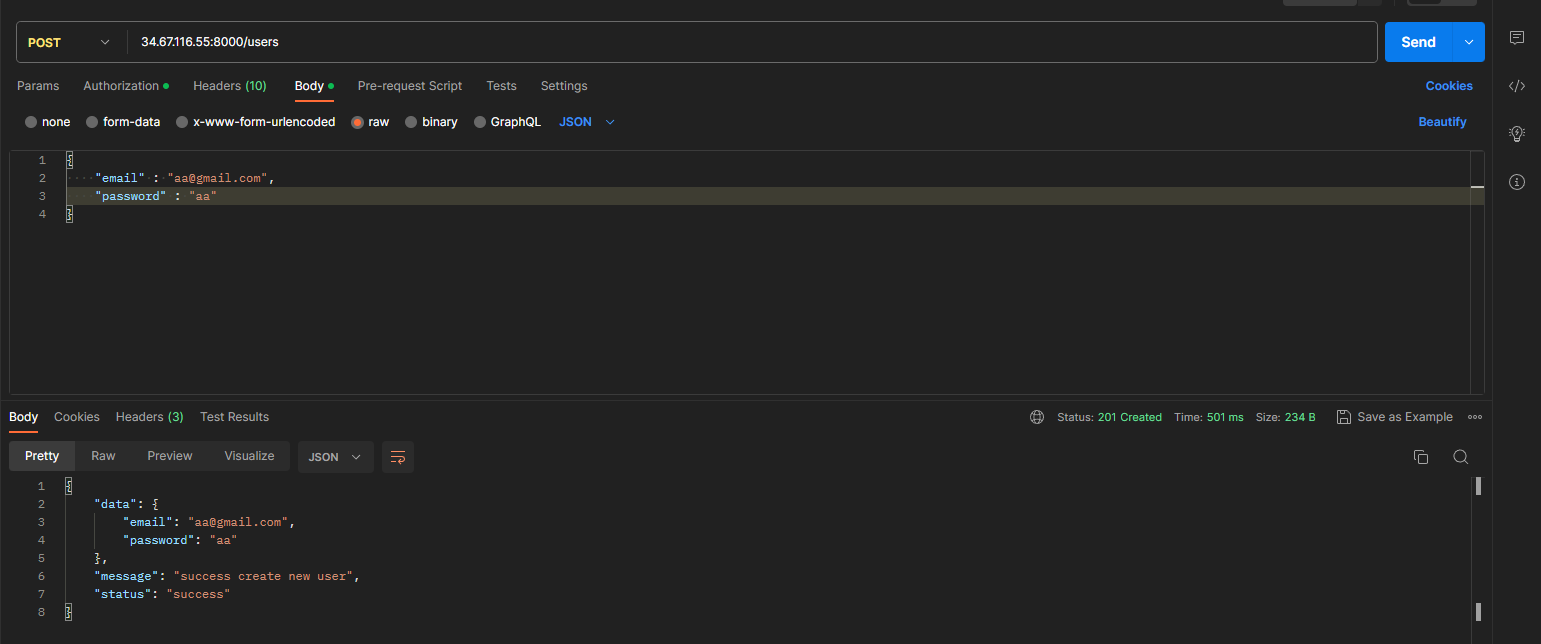 POST 34.67.116.55:8000/users Send
Params Authorization Headers (10) Body Pre-request Script Tests Settings Cookies
none form-data x-www-form-urlencoded raw binary GraphQL JSON Beautify
1 {
2 "email" : "aa@gmail.com",
3 "password" : "aa"
4 }
Body Cookies Headers (3) Test Results Status: 201 Created Time: 501 ms Size: 234 B Save as Example
Pretty Raw Preview Visualize JSON
1 {
2 "data": {
3 "email": "aa@gmail.com",
4 "password": "aa"
5 },
6 "message": "success create new user",
7 "status": "success"
8 }